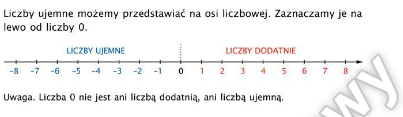 Liczby ujemne możemy przedstawiać na osi liczbowej. Zaznaczamy je na
lewo od liczby 0.
LICZBY UJEMNE LICZBY DODATNIE
-8 -7 -6 -5 -4 -3 -2 -1 0 1 2 3 4 5 6 7 8
Uwaga. Liczba 0 nie jest ani liczbą dodatnią, ani liczbą ujemną.